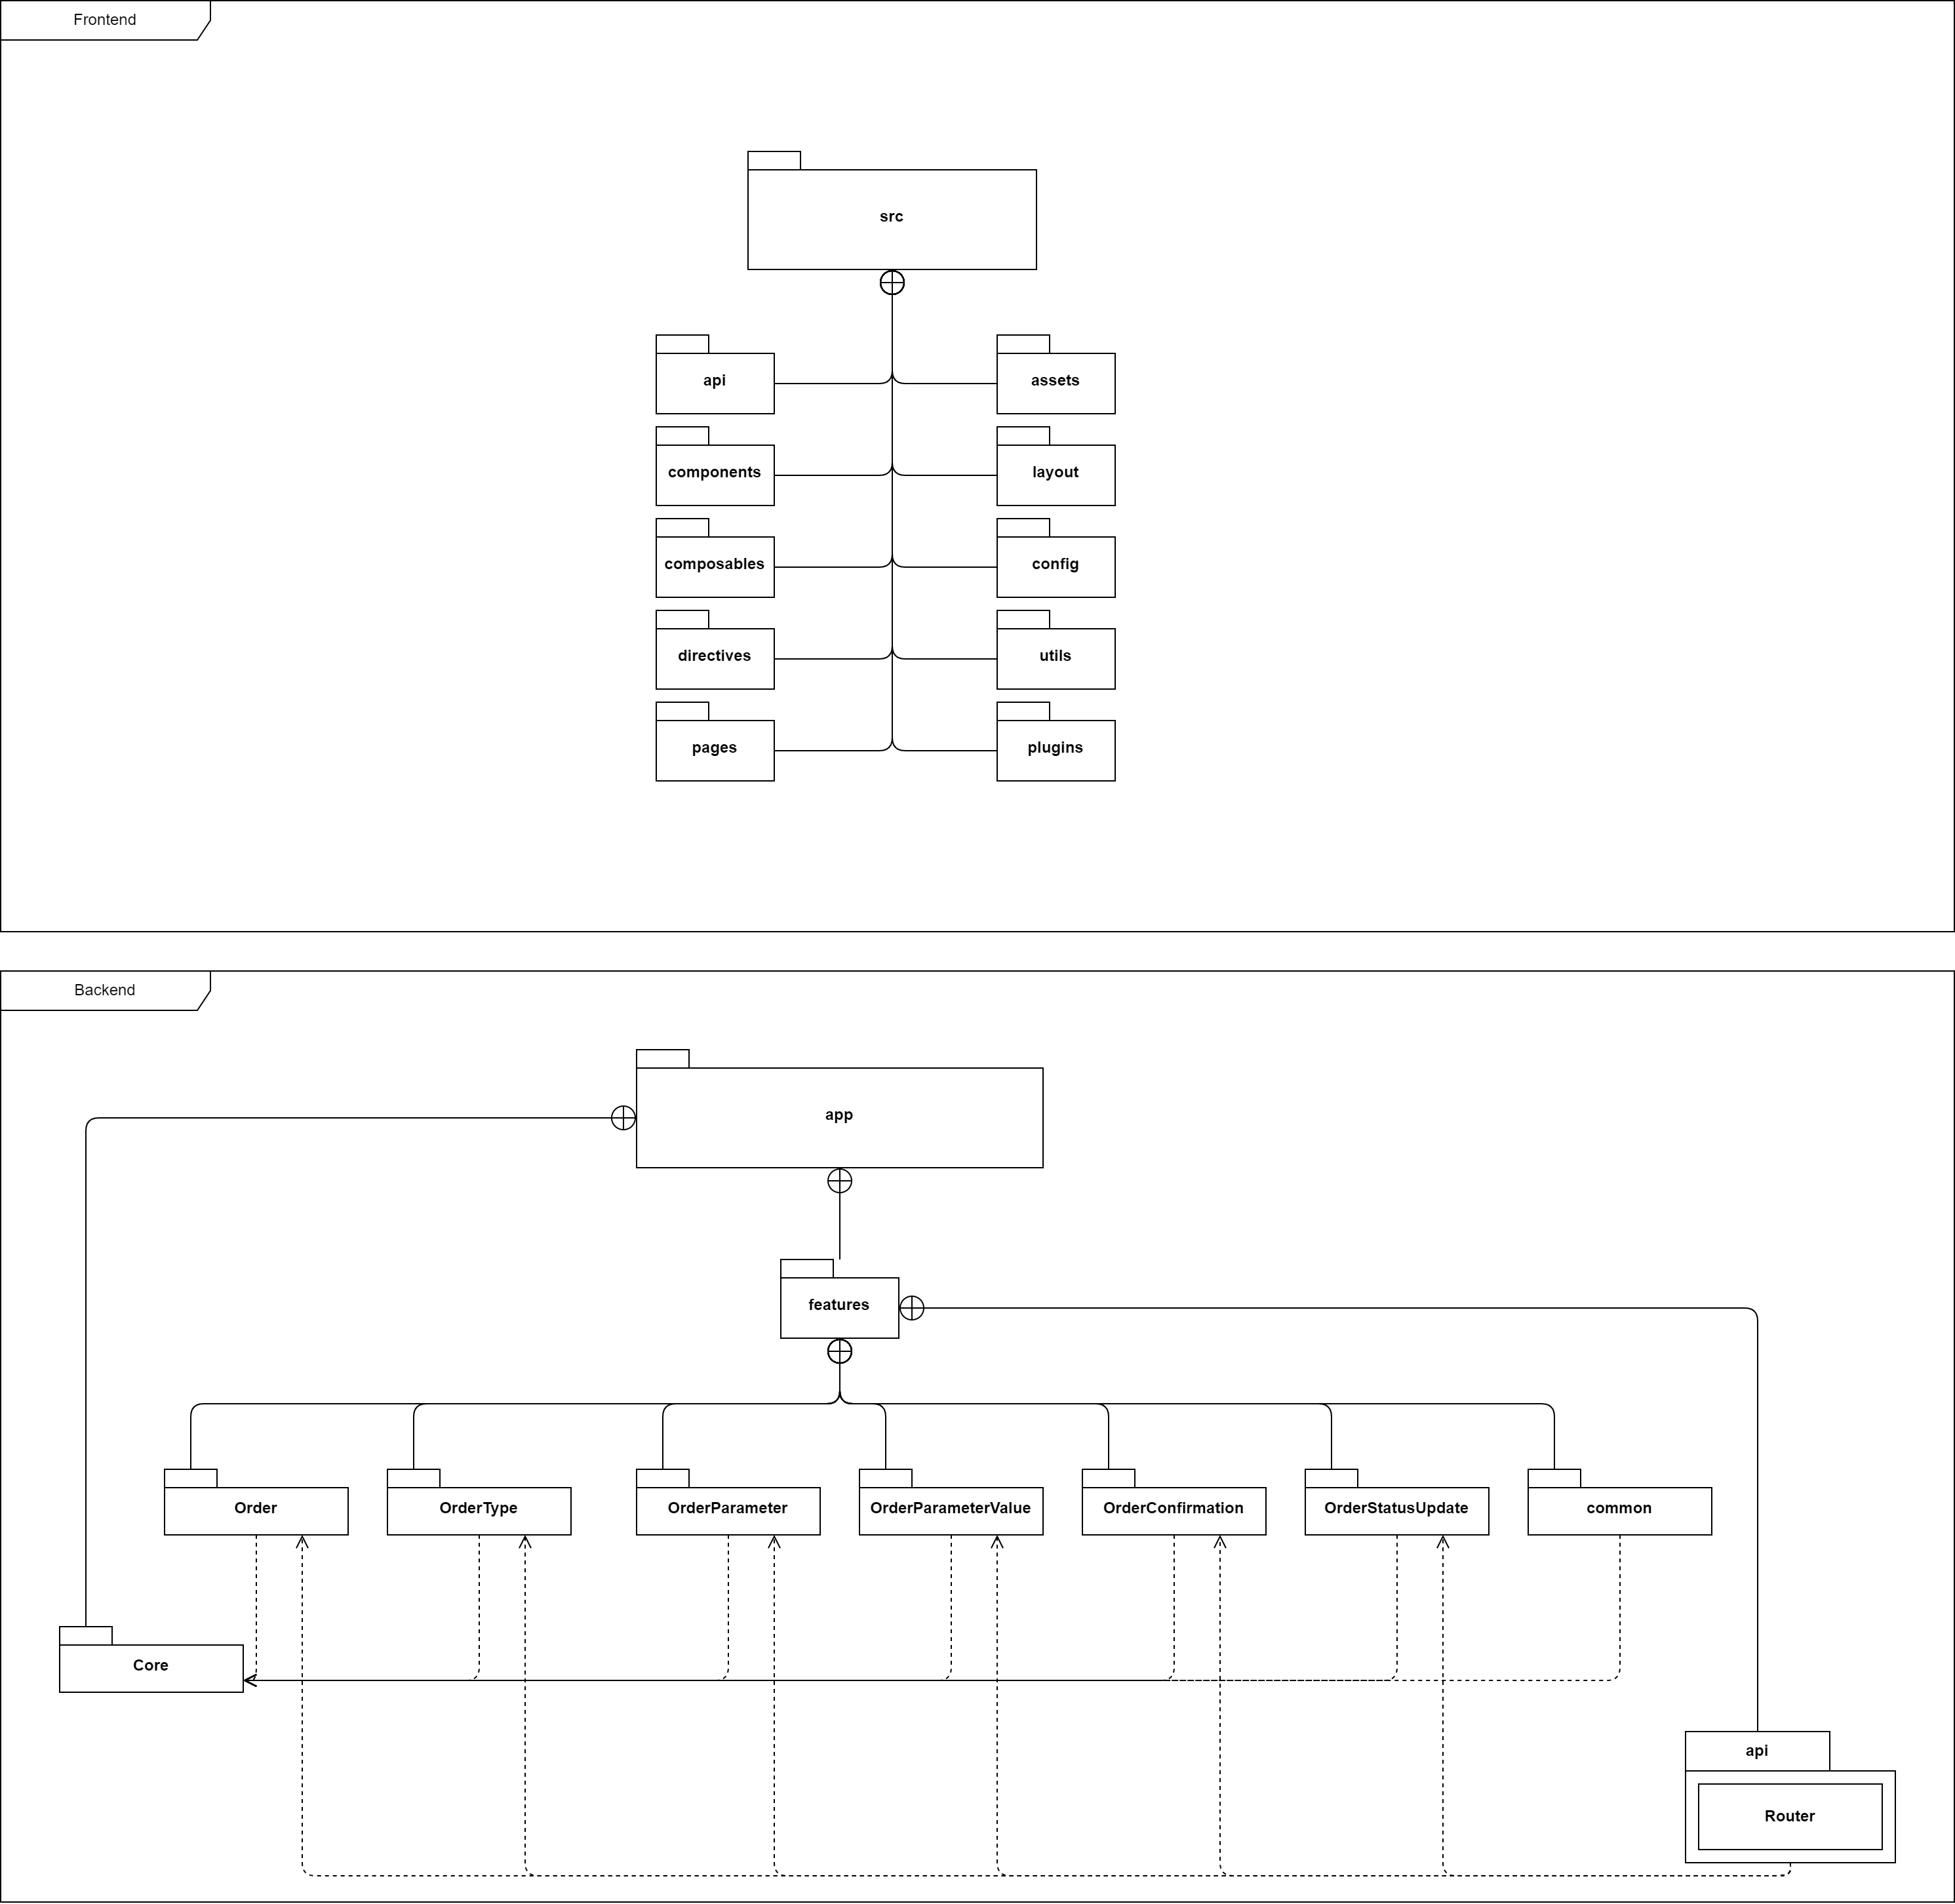 Frontend
src
api
assets
components
layout
composables
config
directives
utils
pages
plugins
Backend
app
features
Order
OrderType
OrderParameter
OrderParameterValue
OrderConfirmation
OrderStatusUpdate
common
Core
api
Router